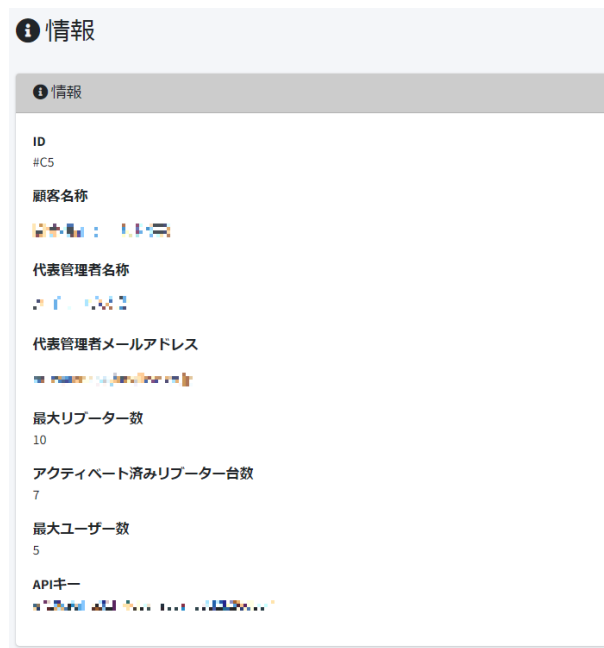 情報
情報
ID
#C5
顧客名称
代表管理者名称
代表管理者メールアドレス
最大リブーター数
10
アクティベート済みリブーター台数
7
最大ユーザー数
5
APIキー